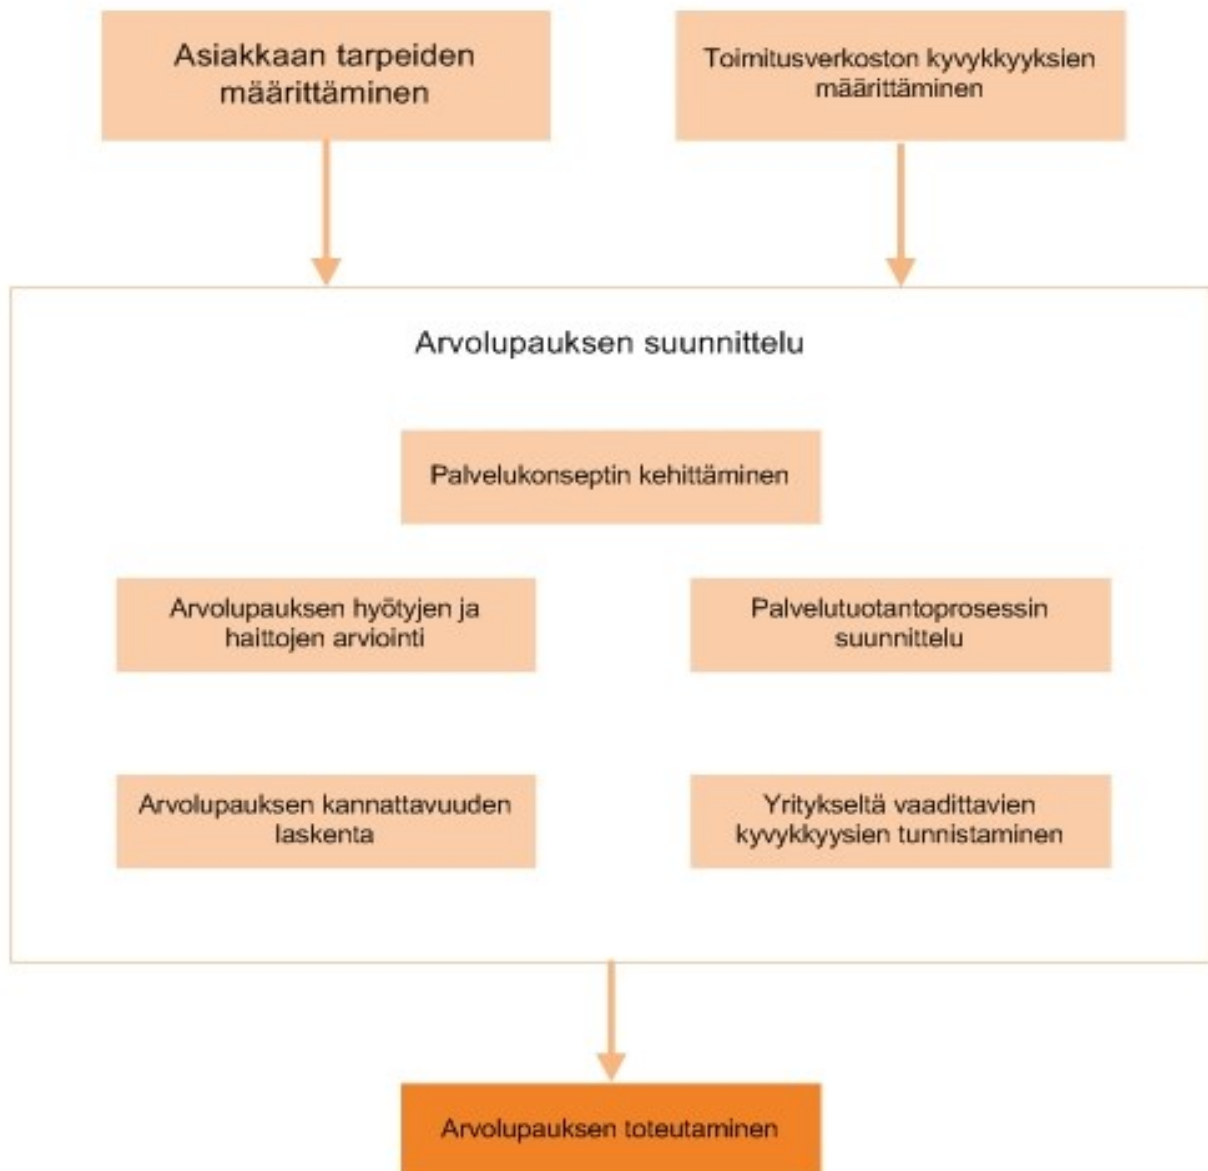 Asiakkaan tarpeiden
määrittäminen
Toimitusverkoston kyvykkyyksien
määrittäminen
Arvolupauksen suunnittelu
Palvelukonseptin kehittäminen
Arvolupauksen hyötyjen ja
haittojen arviointi
Palvelutuotantoprosessin
suunnittelu
Arvolupauksen kannattavuuden
laskenta
Yritykseltä vaadittavien
kyvykkyysien tunnistaminen
Arvolupauksen toteutaminen